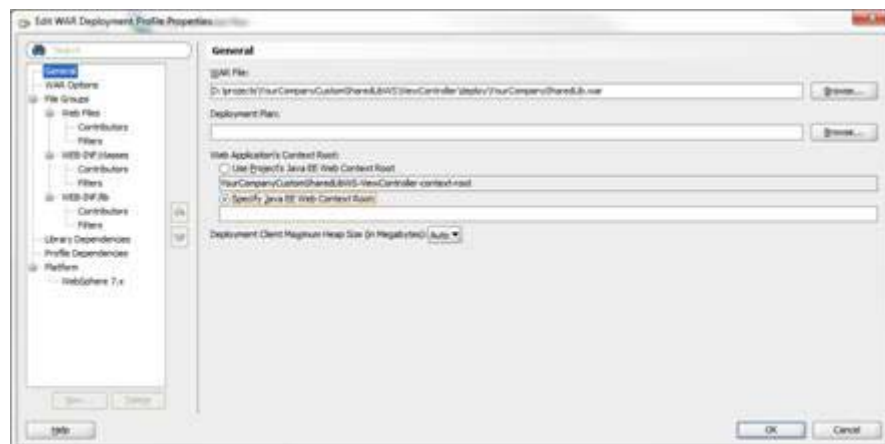 Edit WAR Deployment Profile Properties
Search
General
WAR Options
File Groups
Web Files
Contributors
Filters
WEB-INF/classes
Contributors
Filters
WEB-INF/lib
Contributors
Filters
Library Dependencies
Profile Dependencies
Platform
WebSphere 7.x
New...
Delete
General
WAR File:
D:\projects\YourCompanyCustomSharedLibWS\ViewController\deploy\YourCompanySharedLib.war
Browse...
Deployment Plan:
Browse...
Web Application's Context Root:
Use Project's Java EE Web Context Root
YourCompanyCustomSharedLibWS-ViewController-context-root
Specify Java EE Web Context Root:
Deployment Client Maximum Heap Size (in Megabytes): Auto
Help
OK
Cancel